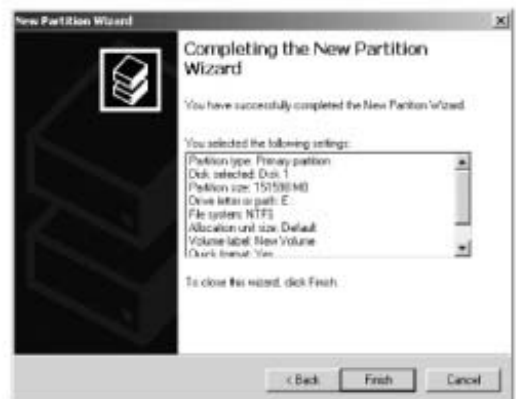 New Partition Wizard
Completing the New Partition
Wizard
You have successfully completed the New Partition Wizard.
You selected the following settings:
Partition type: Primary partition
Disk selected: Disk 1
Partition size: MB
Drive letter or path: E:
File system: NTFS
Allocation unit size: Default
Volume label: New Volume
Quick format: Yes
To close this wizard, click Finish.
< Back
Finish
Cancel